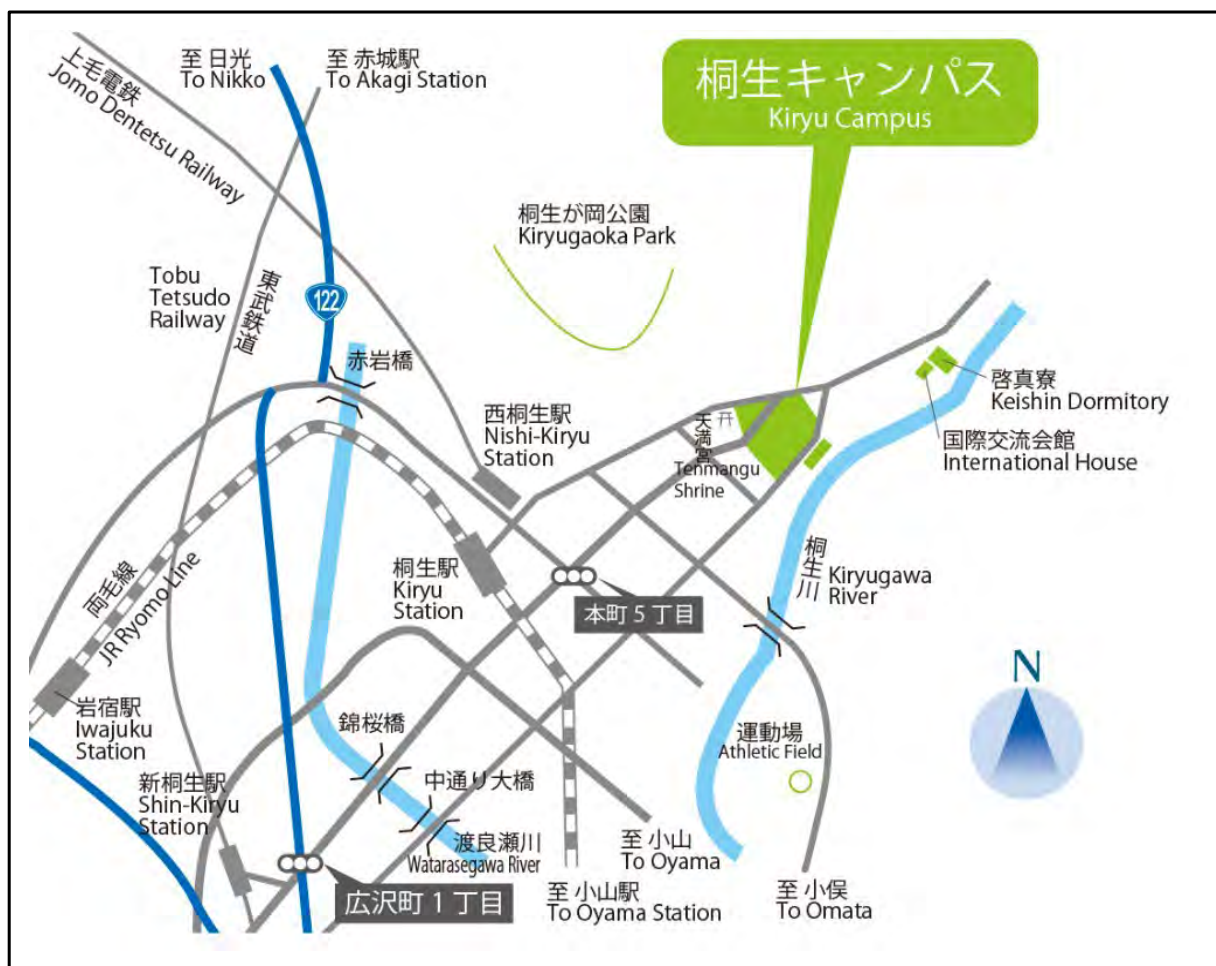 上毛電鉄
Jomo Dentetsu Railway
至 日光
To Nikko
至 赤城駅
To Akagi Station
桐生キャンパス
Kiryu Campus
桐生が岡公園
Kiryugaoka Park
Tobu
Tetsudo
Railway
東武鉄道
122
赤岩橋
西桐生駅
Nishi-Kiryu
Station
天満宮
Tenmangu
Shrine
啓真寮
Keishin Dormitory
国際交流会館
International House
両毛線
JR Ryomo Line
桐生駅
Kiryu
Station
本町 5 丁目
桐生川
Kiryugawa
River
N
岩宿駅
Iwajuku
Station
錦桜橋
運動場
Athletic Field
新桐生駅
Shin-Kiryu
Station
中通り大橋
渡良瀬川
Watarasegawa River
至 小山
To Oyama
広沢町 1 丁目
至 小山駅
To Oyama Station
至 小俣
To Omata